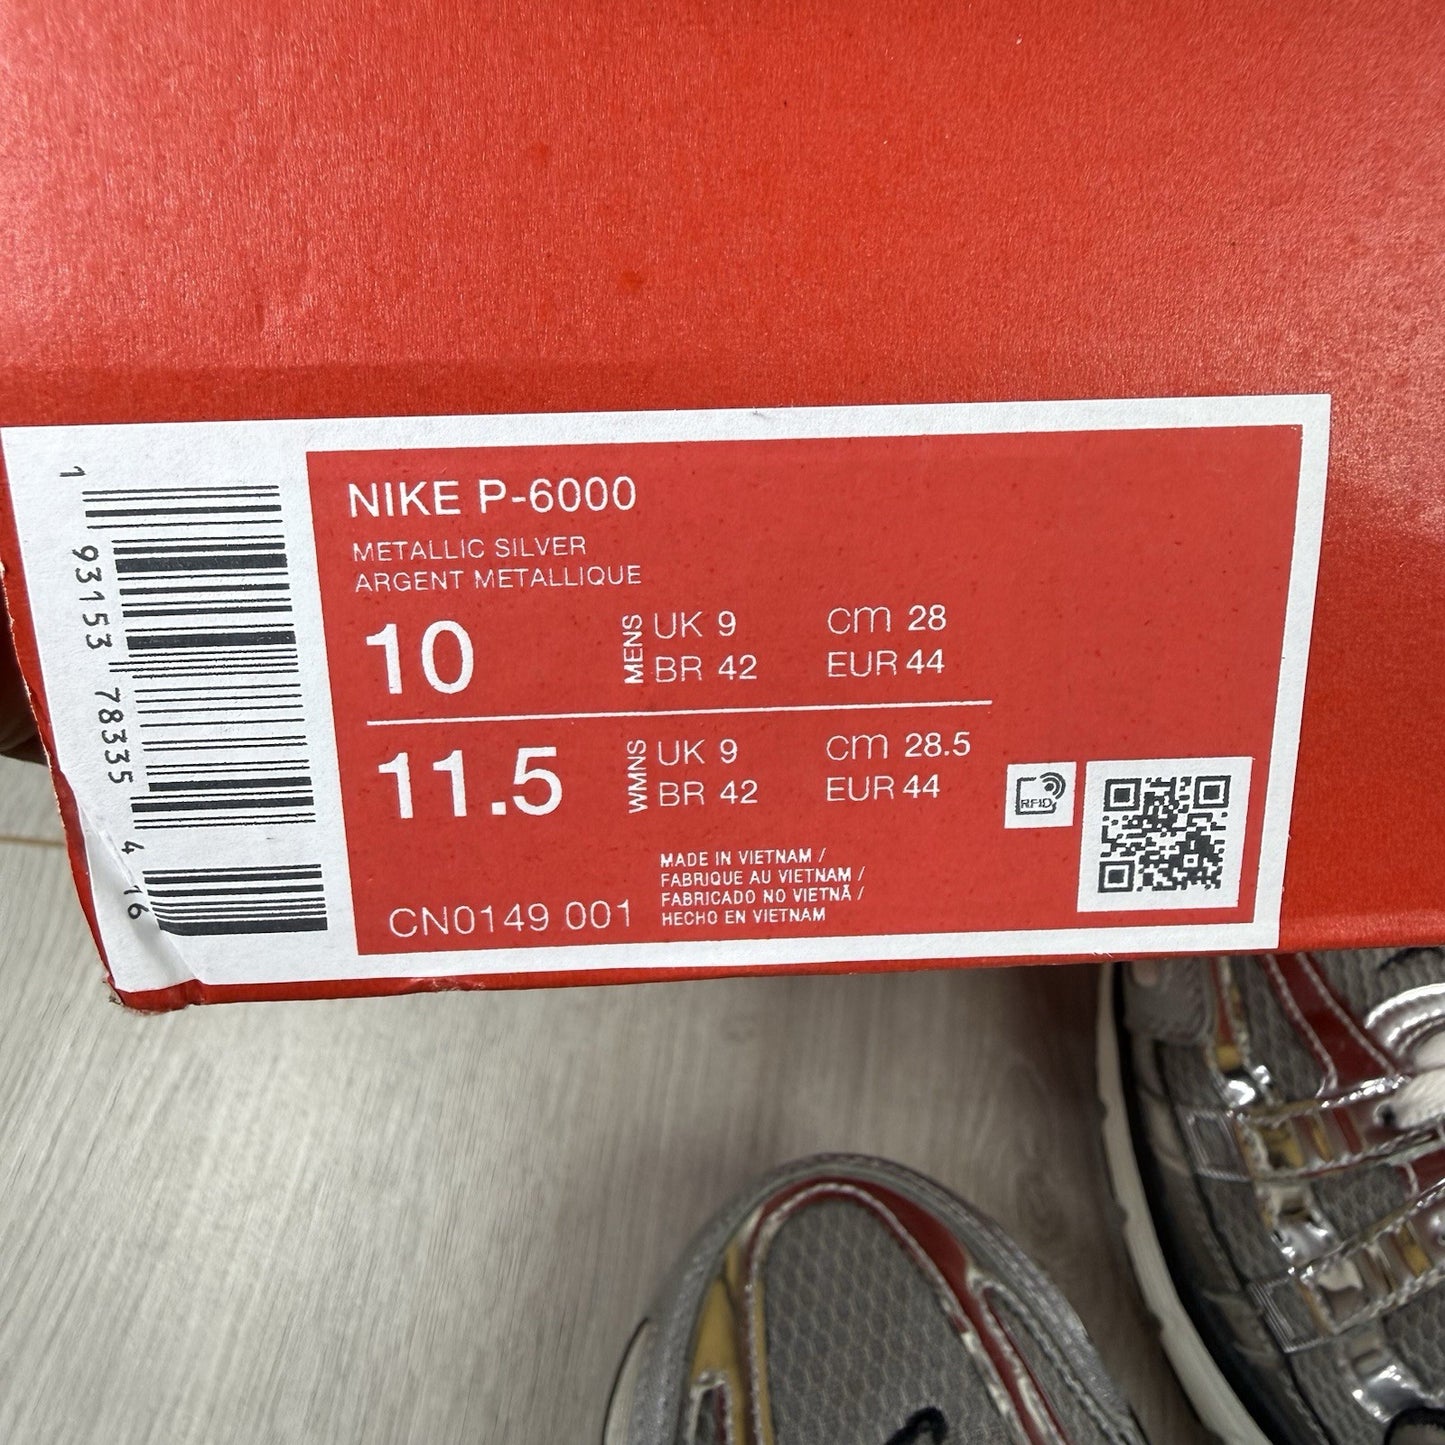 1 93153 78335 4 16
NIKE P-6000
METALLIC SILVER
ARGENT METALLIQUE
10 MENS UK 9 cm 28
BR 42 EUR 44
11.5 WMNS UK 9 cm 28.5
BR 42 EUR 44
RFID
MADE IN VIETNAM /
FABRIQUE AU VIETNAM /
FABRICADO NO VIETNÃ /
HECHO EN VIETNAM
CN0149 001